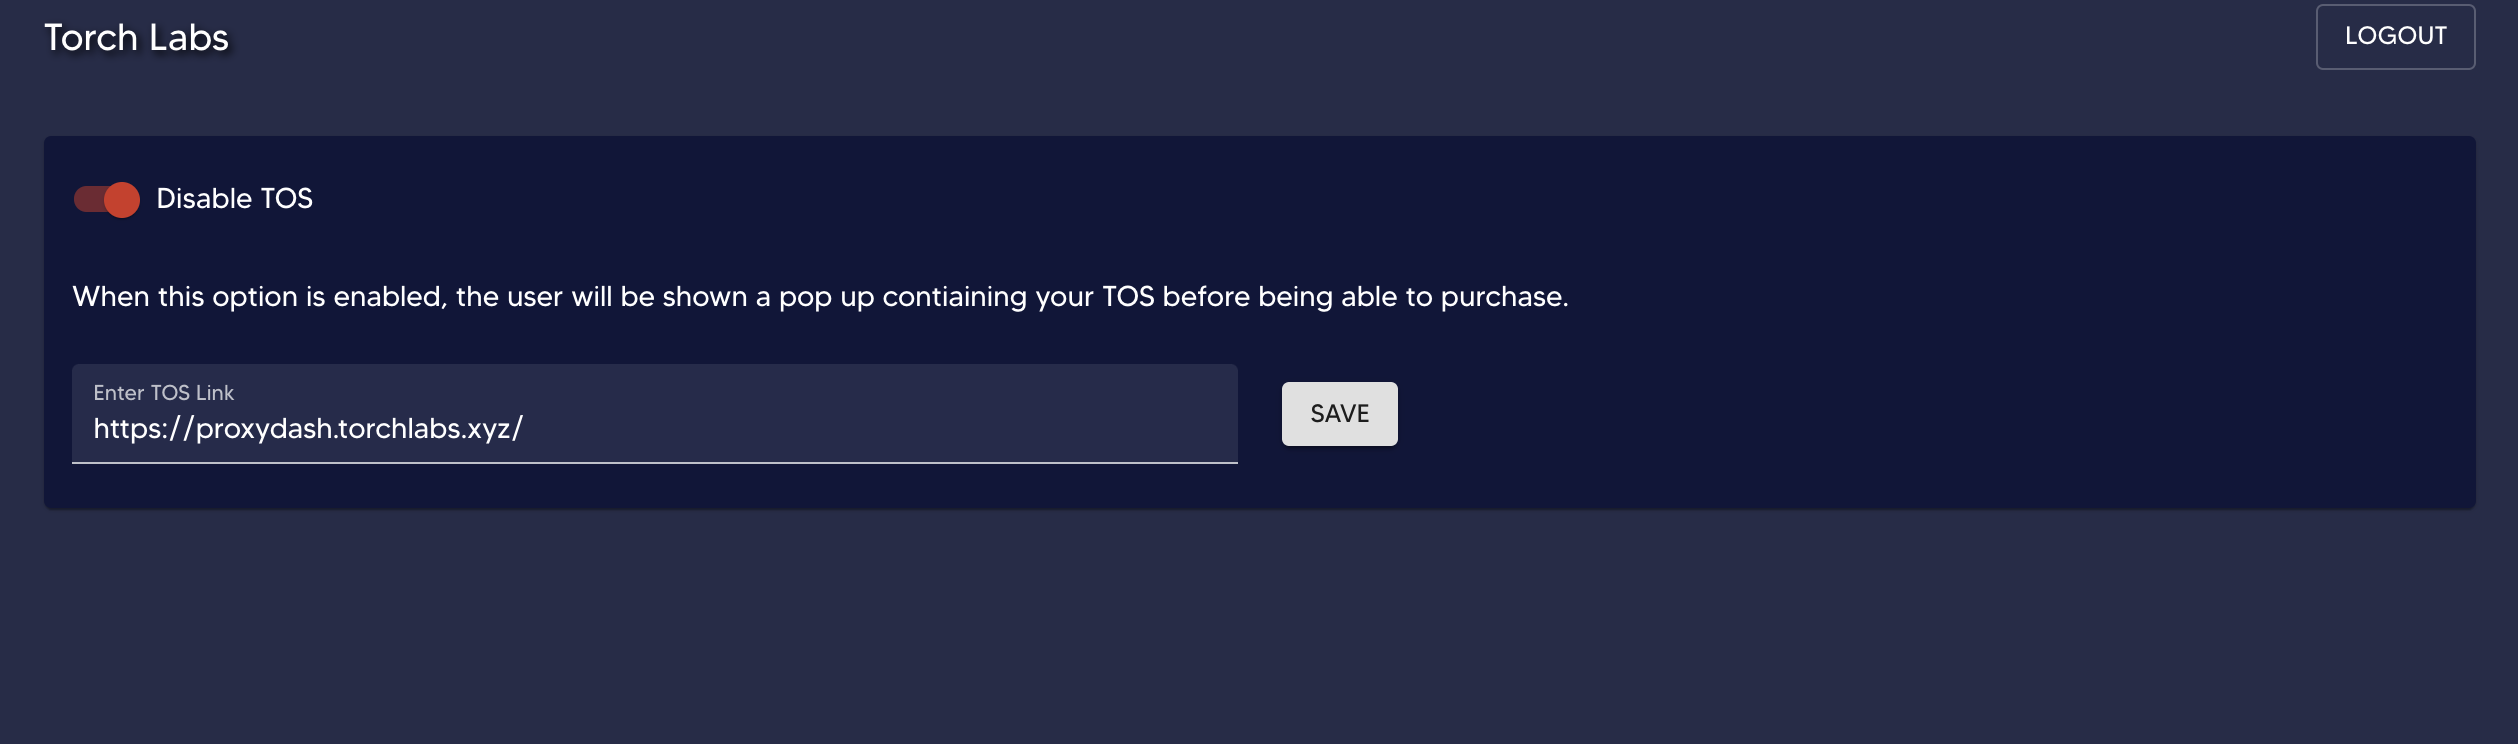 Torch Labs
LOGOUT
Disable TOS
When this option is enabled, the user will be shown a pop up contiaining your TOS before being able to purchase.
Enter TOS Link
https://proxydash.torchlabs.xyz/
SAVE